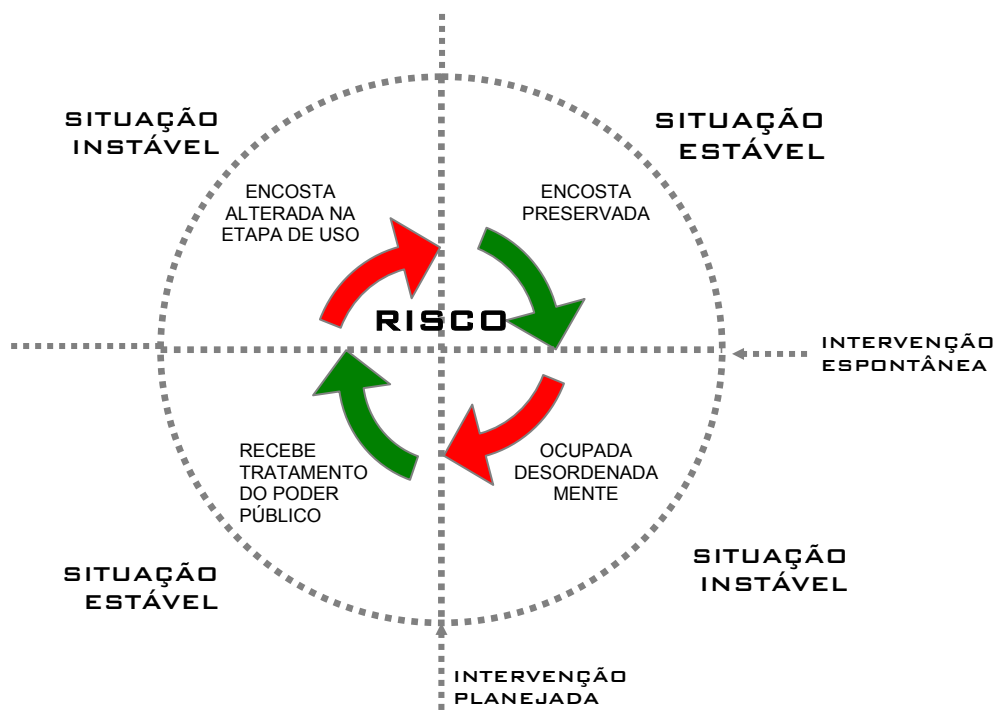 SITUAÇÃO
INSTÁVEL
SITUAÇÃO
ESTÁVEL
ENCOSTA
ALTERADA NA
ETAPA DE USO
ENCOSTA
PRESERVADA
RISCO
INTERVENÇÃO
ESPONTÂNEA
RECEBE
TRATAMENTO
DO PODER
PÚBLICO
OCUPADA
DESORDENADA
MENTE
SITUAÇÃO
ESTÁVEL
SITUAÇÃO
INSTÁVEL
INTERVENÇÃO
PLANEJADA